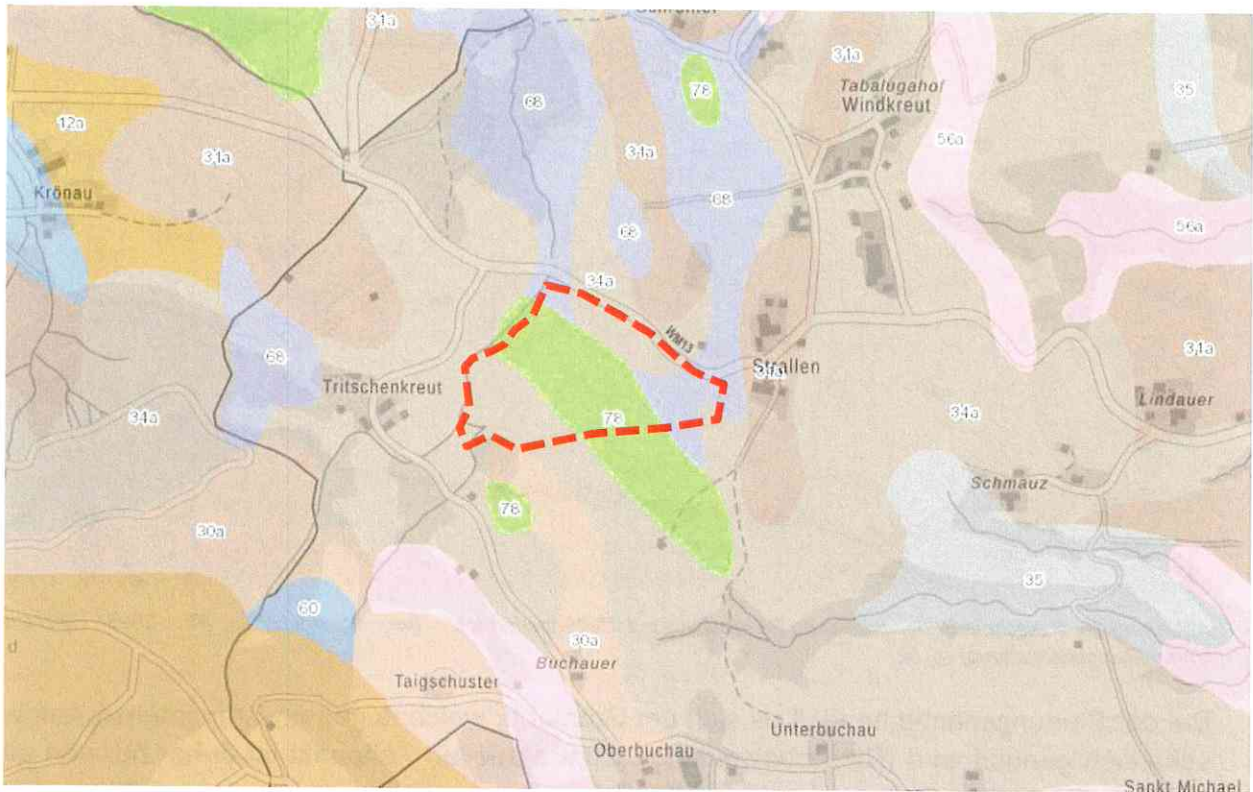 31a
31a
78
35
Tabalugahof
Windkreut
68
12a
56a
31a
34a
Krönau
68
68
56a
34a
WM13
31a
68
Strallen
Tritschenkreut
Lindauer
34a
78
34a
Schmauz
78
30a
35
60
30a
d
Buchauer
Taigschuster
Unterbuchau
Oberbuchau
Sankt Michael